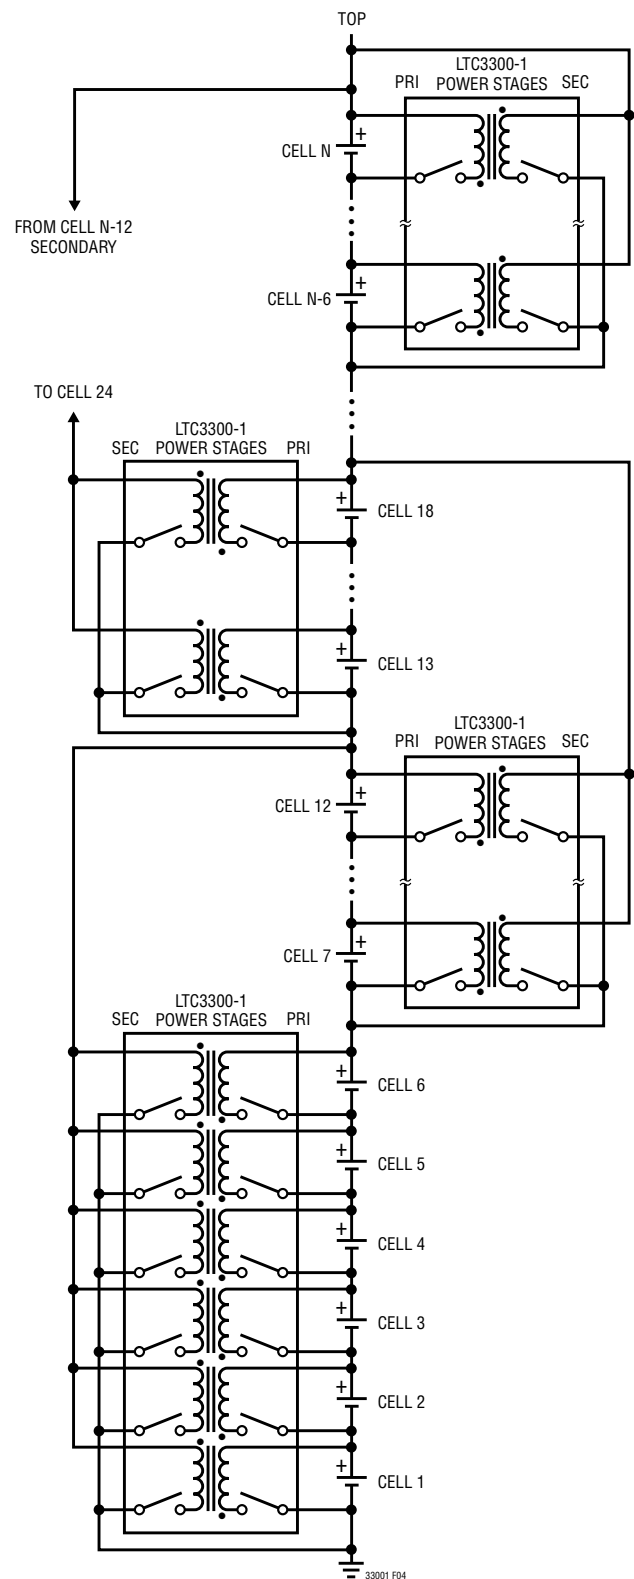 TOP
LTC3300-1
PRI POWER STAGES SEC
+
CELL N
FROM CELL N-12
SECONDARY
+
CELL N-6
TO CELL 24
LTC3300-1
SEC POWER STAGES PRI
+
CELL 18
+
CELL 13
LTC3300-1
PRI POWER STAGES SEC
+
CELL 12
+
CELL 7
LTC3300-1
SEC POWER STAGES PRI
+
CELL 6
+
CELL 5
+
CELL 4
+
CELL 3
+
CELL 2
+
CELL 1
33001 F04